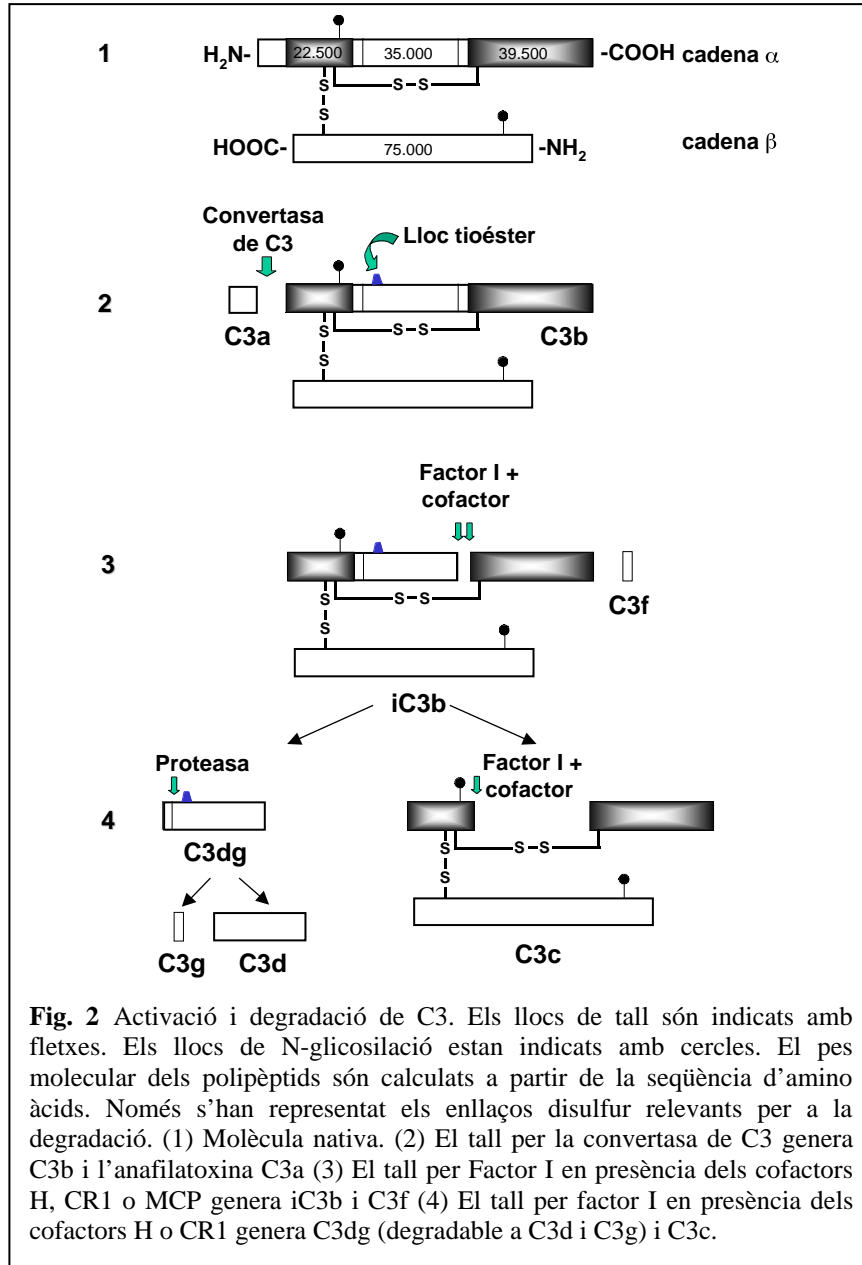 1
H₂N-
22.500
35.000
39.500
-COOH
cadena α
S
S
S
S
HOOC-
75.000
-NH₂
cadena β
Convertasa
de C3
Lloc tioéster
2
C3a
C3b
S
S
S
S
Factor I +
cofactor
3
C3f
S
S
S
S
iC3b
Proteasa
Factor I +
cofactor
4
C3dg
S
S
S
S
C3g
C3d
C3c
Fig. 2 Activació i degradació de C3. Els llocs de tall són indicats amb
fletxes. Els llocs de N-glicosilació estan indicats amb cercles. El pes
molecular dels polipèptids són calculats a partir de la seqüència d'amino
àcids. Només s'han representat els enllaços disulfur relevants per a la
degradació. (1) Molècula nativa. (2) El tall per la convertasa de C3 genera
C3b i l'anafilatoxina C3a (3) El tall per Factor I en presència dels cofactors
H, CR1 o MCP genera iC3b i C3f (4) El tall per factor I en presència dels
cofactors H o CR1 genera C3dg (degradable a C3d i C3g) i C3c.